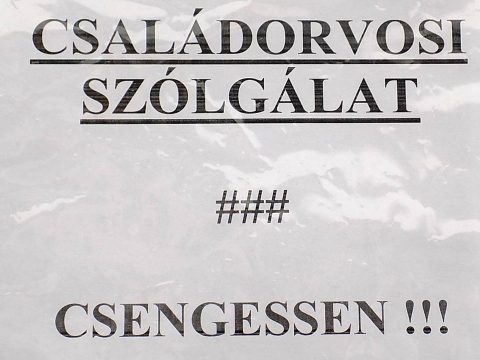 CSALÁDORVOSI
SZÓLGÁLAT
###
CSENGESSEN !!!